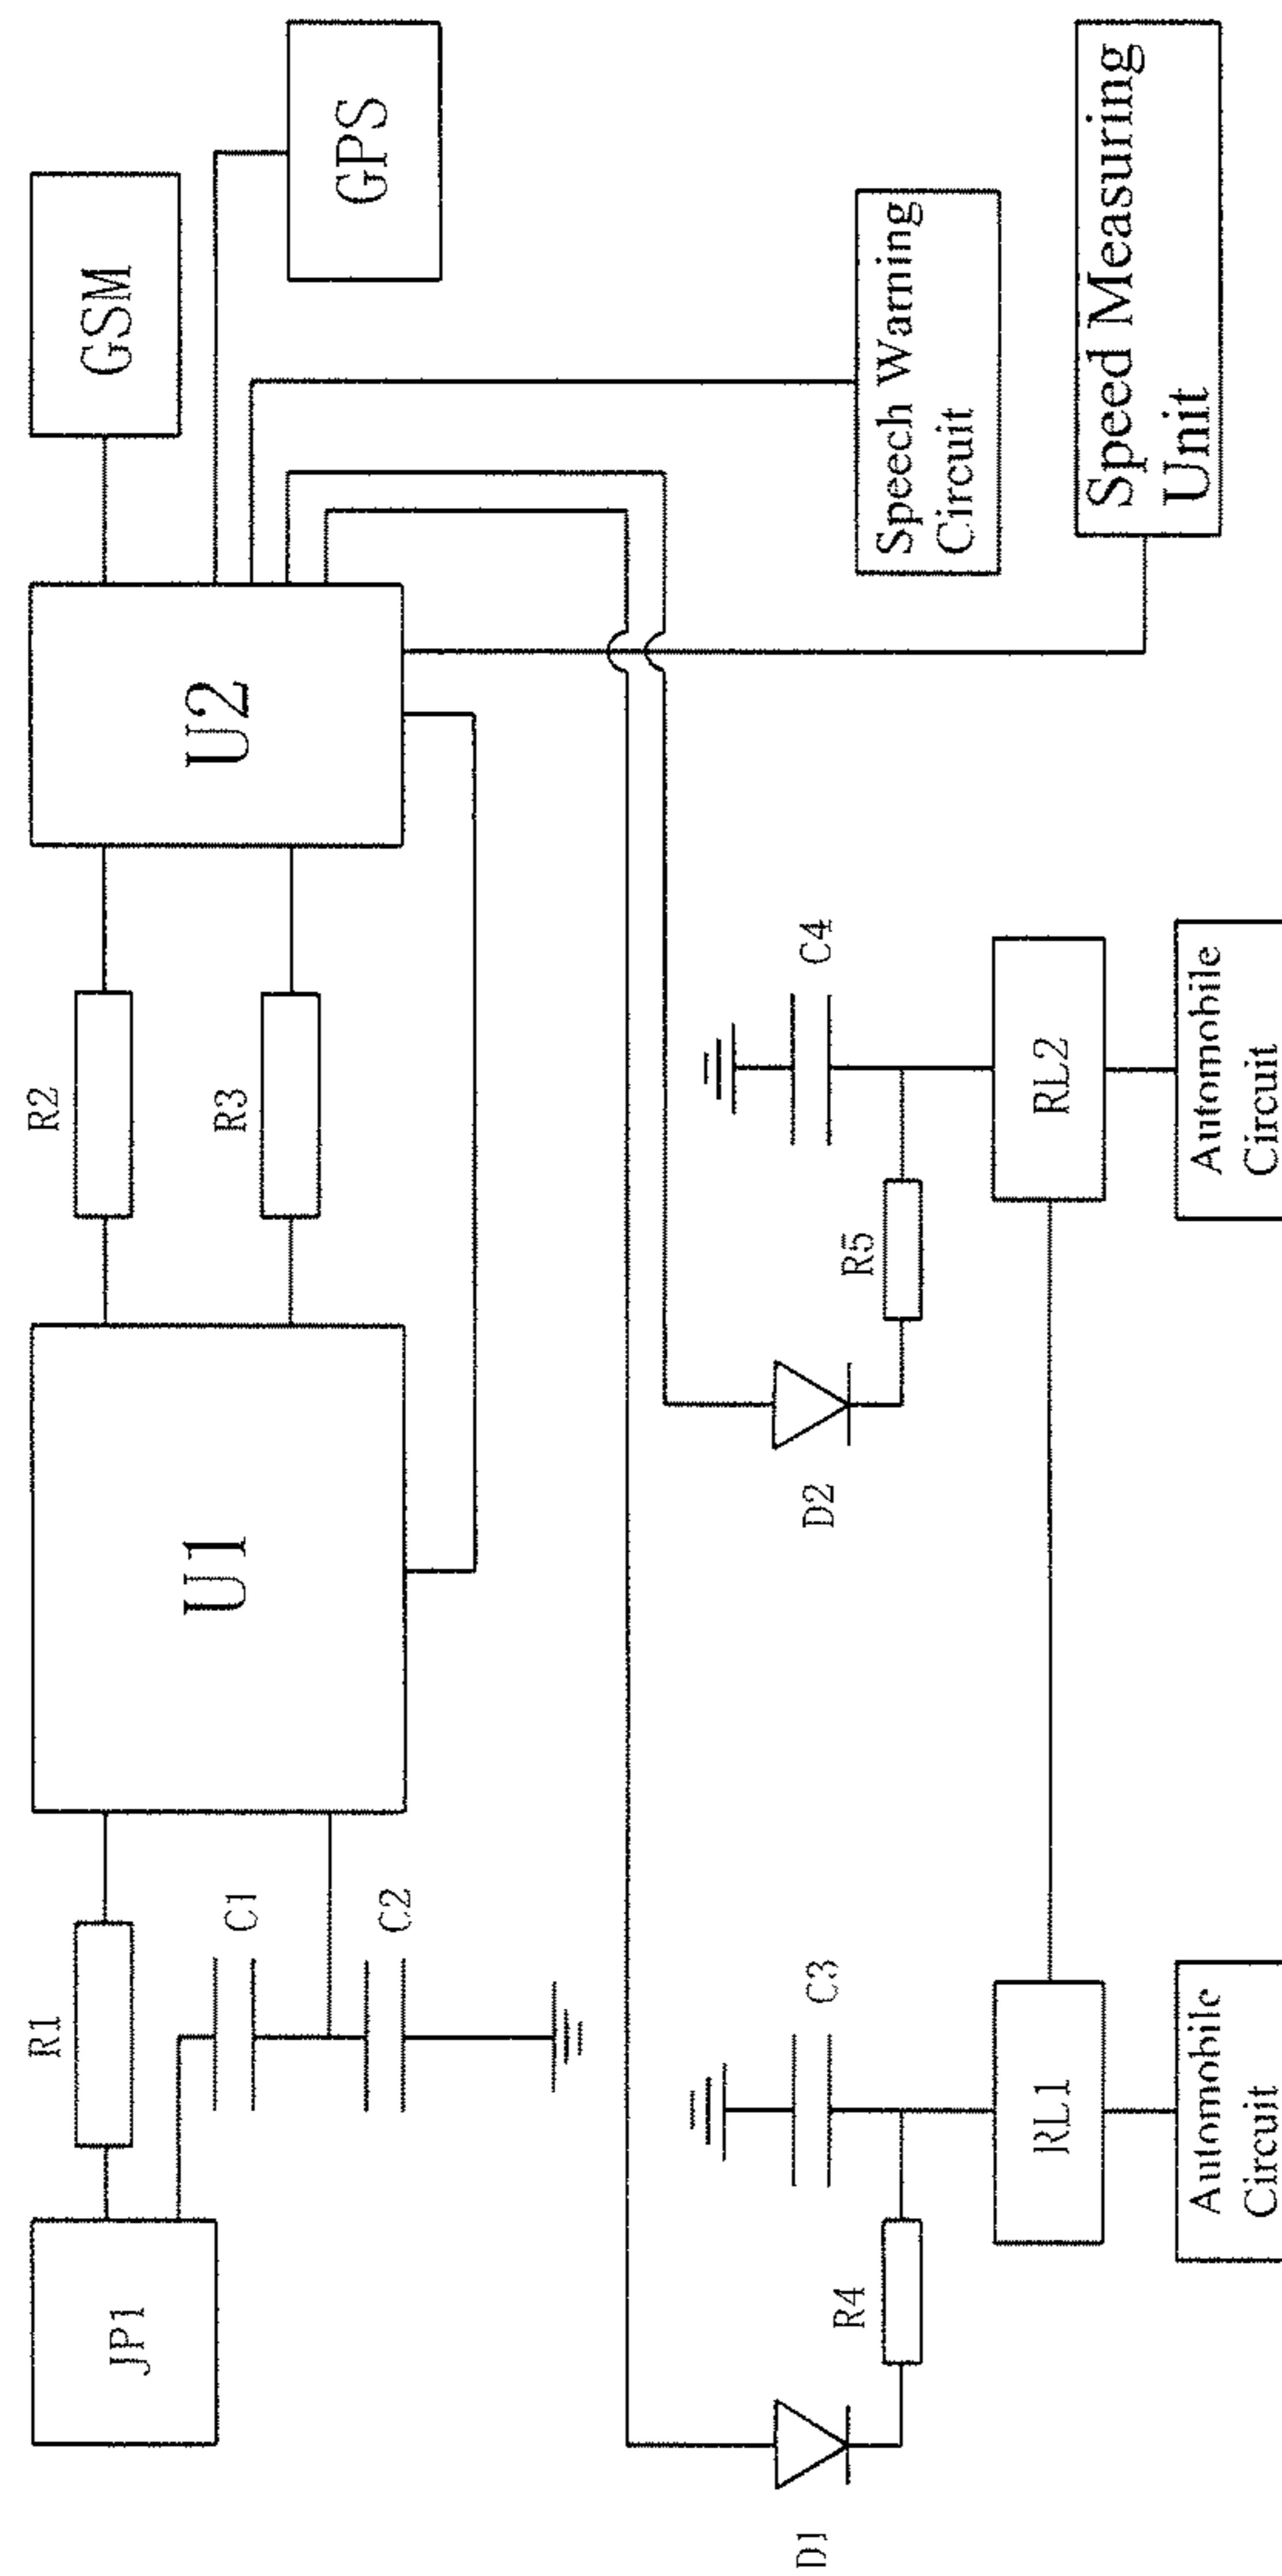 JP1
R1
C1
C2
U1
R2
R3
U2
GSM
GPS
D1
R4
C3
RL1
Automobile
Circuit
D2
R5
C4
RL2
Automobile
Circuit
Speech Warning
Circuit
Speed Measuring
Unit